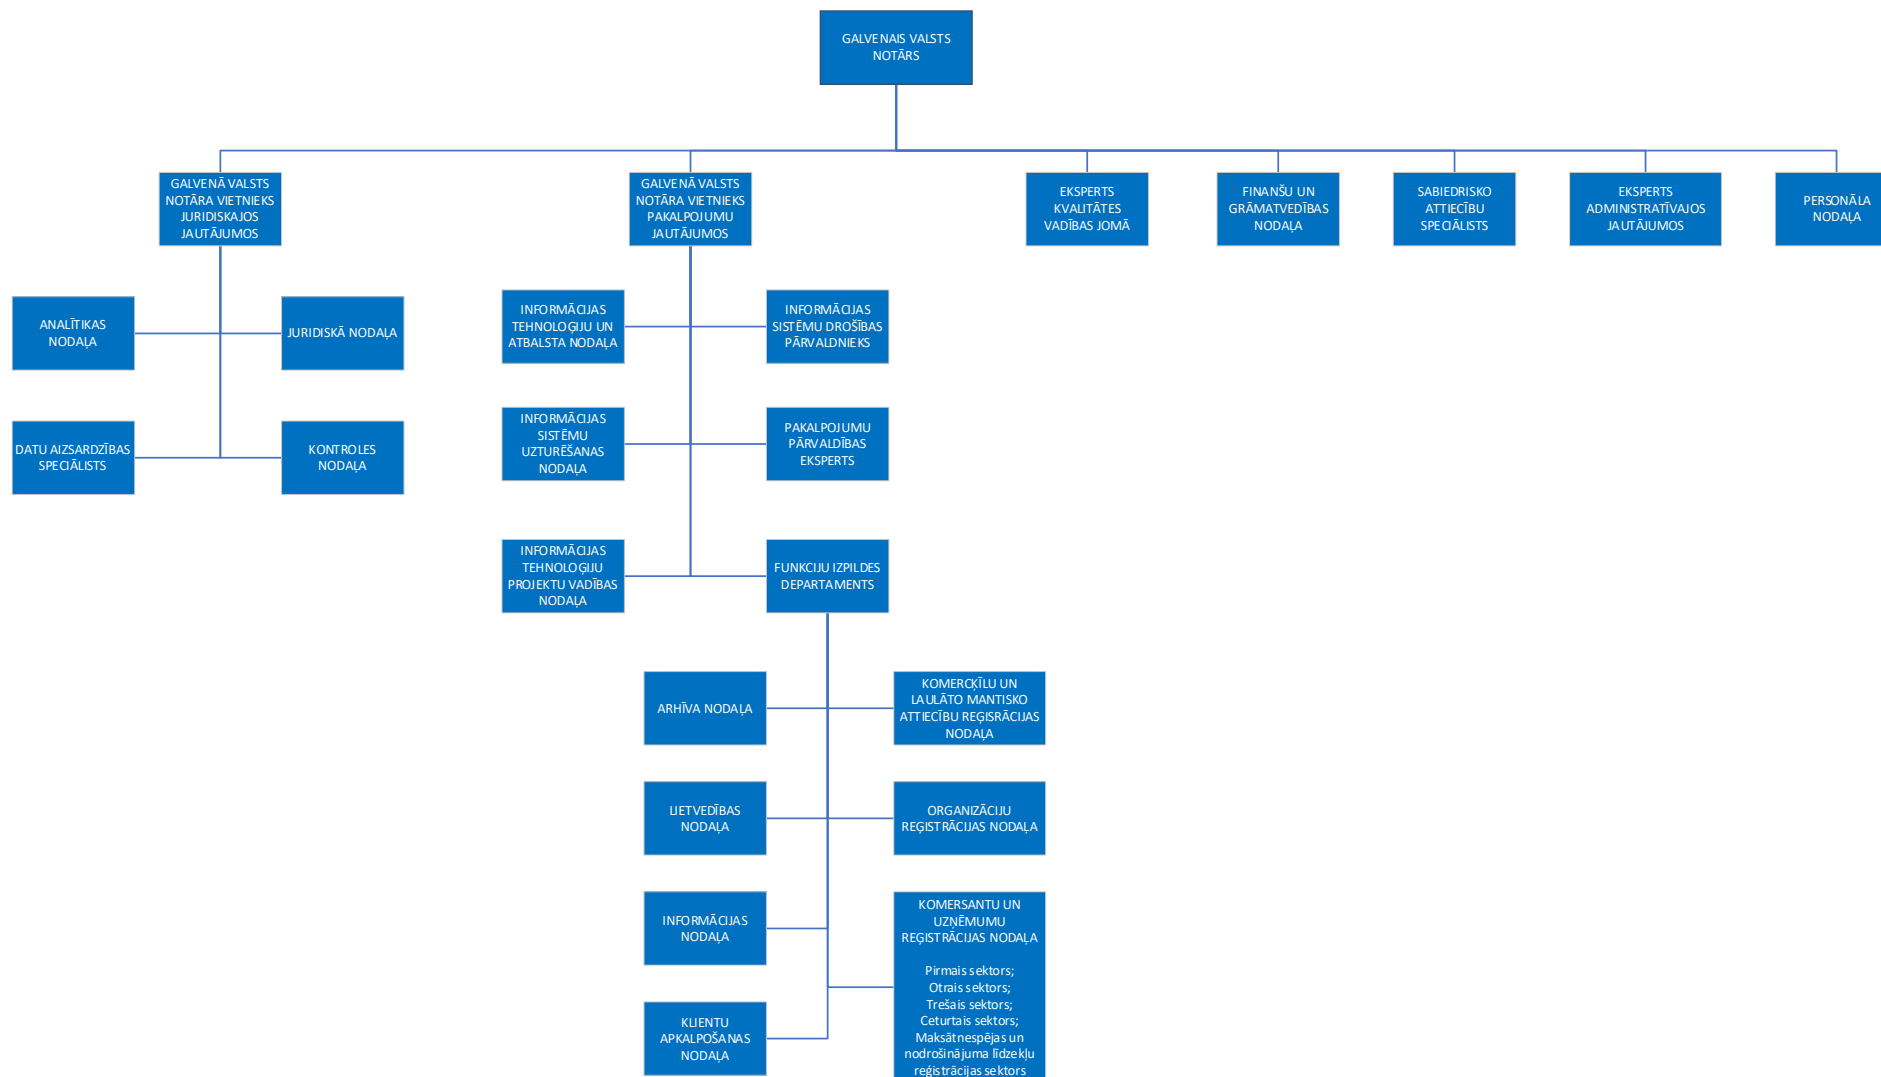 GALVENAIS VALSTS
NOTĀRS
GALVENĀ VALSTS
NOTĀRA VIETNIEKS
JURIDISKAJOS
JAUTĀJUMOS
GALVENĀ VALSTS
NOTĀRA VIETNIEKS
PAKALPOJUMU
JAUTĀJUMOS
EKSPERTS
KVALITĀTES
VADĪBAS JOMĀ
FINANŠU UN
GRĀMATVEDĪBAS
NODAĻA
SABIEDRISKO
ATTIECĪBU
SPECIĀLISTS
EKSPERTS
ADMINISTRATĪVAJOS
JAUTĀJUMOS
PERSONĀLA
NODAĻA
ANALĪTIKAS
NODAĻA
JURIDISKĀ NODAĻA
DATU AIZSARDZĪBAS
SPECIĀLISTS
KONTROLES
NODAĻA
INFORMĀCIJAS
TEHNOLOĢIJU UN
ATBALSTA NODAĻA
INFORMĀCIJAS
SISTĒMU DROŠĪBAS
PĀRVALDNIEKS
INFORMĀCIJAS
SISTĒMU
UZTURĒŠANAS
NODAĻA
PAKALPOJUMU
PĀRVALDĪBAS
EKSPERTS
INFORMĀCIJAS
TEHNOLOĢIJU
PROJEKTU VADĪBAS
NODAĻA
FUNKCIJU IZPILDES
DEPARTAMENTS
ARHĪVA NODAĻA
KOMERCĶĪLU UN
LAULĀTO MANTISKO
ATTIECĪBU REĢISRĀCIJAS
NODAĻA
LIETVEDĪBAS
NODAĻA
ORGANIZĀCIJU
REĢISTRĀCIJAS NODAĻA
INFORMĀCIJAS
NODAĻA
KOMERSANTU UN
UZŅĒMUMU
REĢISTRĀCIJAS NODAĻA
Pirmais sektors;
Otrais sektors;
Trešais sektors;
Ceturtais sektors;
Maksātnespējas un
nodrošinājuma līdzekļu
reģistrācijas sektors
KLIENTU
APKALPOŠANAS
NODAĻA